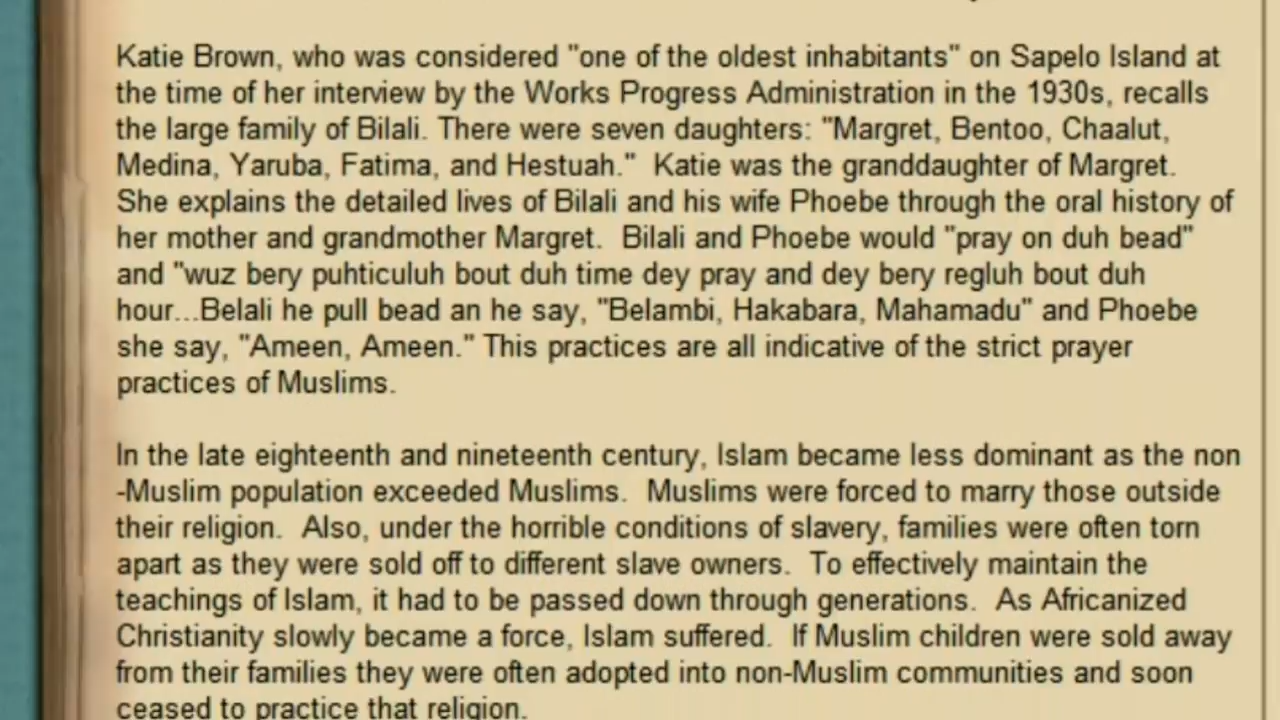 Katie Brown, who was considered "one of the oldest inhabitants" on Sapelo Island at
the time of her interview by the Works Progress Administration in the 1930s, recalls
the large family of Bilali. There were seven daughters: "Margret, Bentoo, Chaalut,
Medina, Yaruba, Fatima, and Hestuah."  Katie was the granddaughter of Margret.
She explains the detailed lives of Bilali and his wife Phoebe through the oral history of
her mother and grandmother Margret.  Bilali and Phoebe would "pray on duh bead"
and "wuz bery puhticuluh bout duh time dey pray and dey bery regluh bout duh
hour...Belali he pull bead an he say, "Belambi, Hakabara, Mahamadu" and Phoebe
she say, "Ameen, Ameen." This practices are all indicative of the strict prayer
practices of Muslims.
In the late eighteenth and nineteenth century, Islam became less dominant as the non
-Muslim population exceeded Muslims.  Muslims were forced to marry those outside
their religion.  Also, under the horrible conditions of slavery, families were often torn
apart as they were sold off to different slave owners.  To effectively maintain the
teachings of Islam, it had to be passed down through generations.  As Africanized
Christianity slowly became a force, Islam suffered.  If Muslim children were sold away
from their families they were often adopted into non-Muslim communities and soon
ceased to practice that religion.